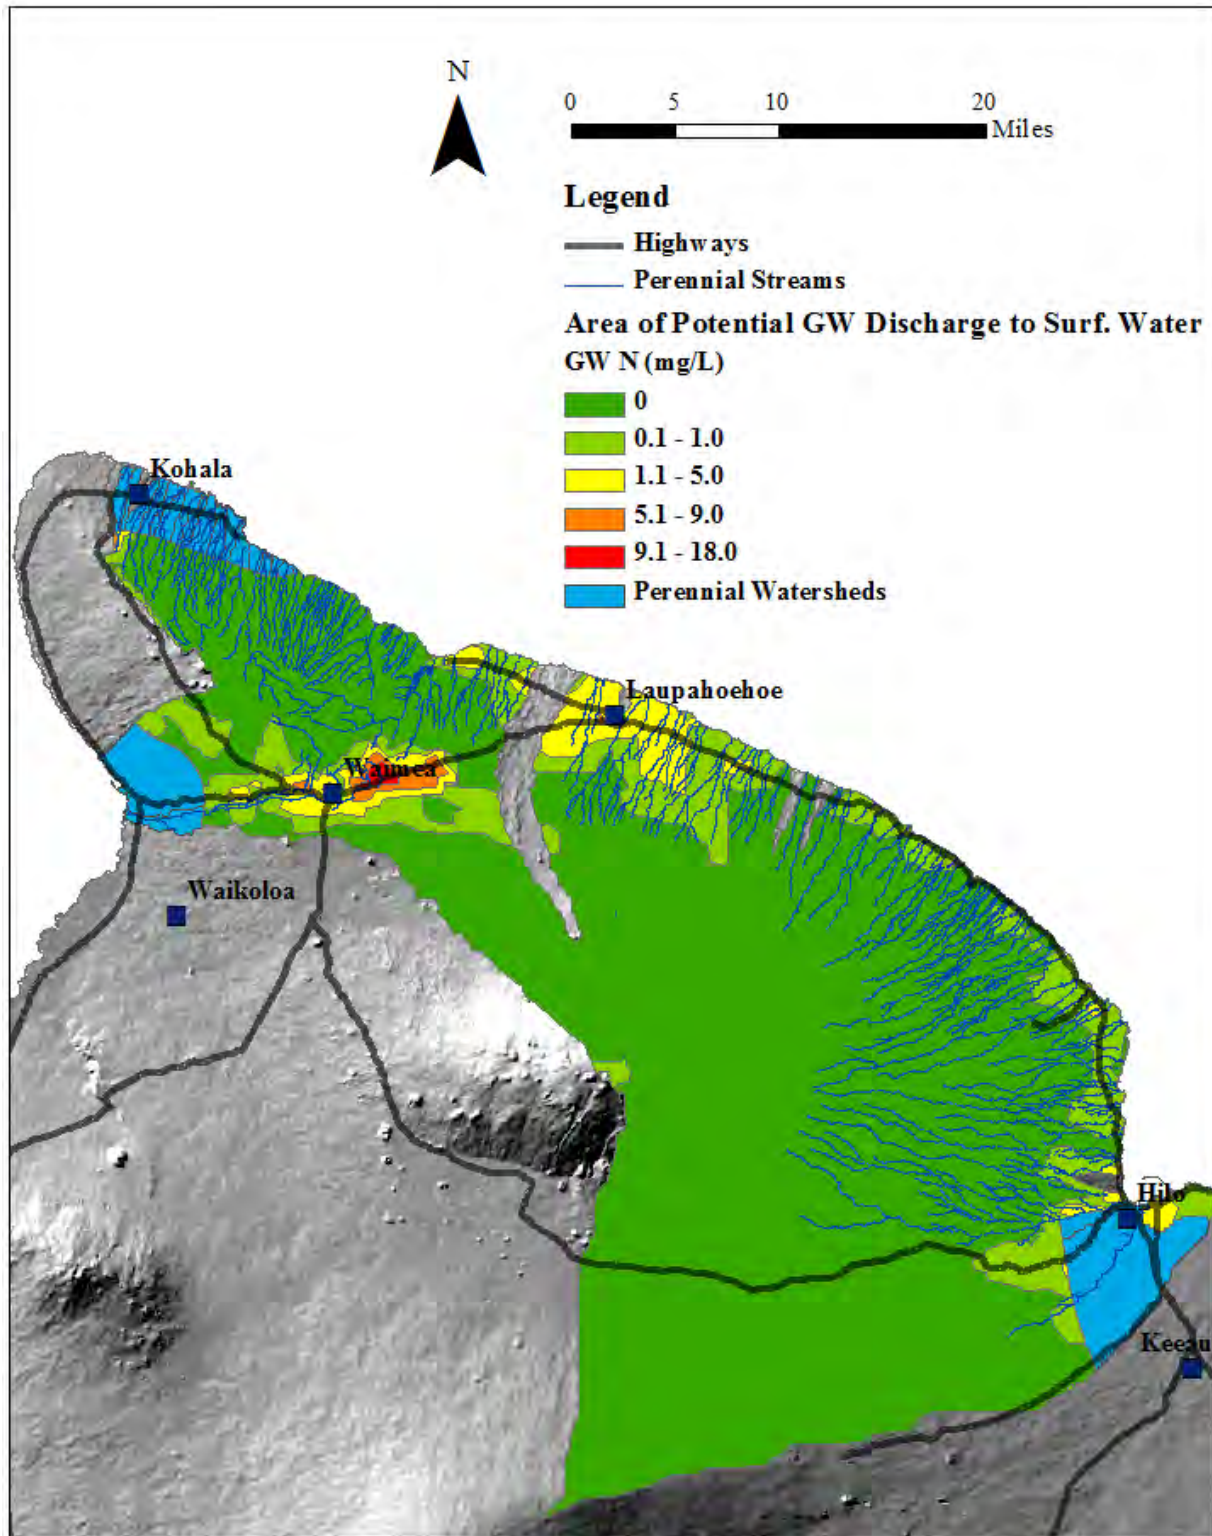 N
0 5 10 20
Miles
Legend
Highways
Perennial Streams
Area of Potential GW Discharge to Surf. Water
GW N (mg/L)
0
0.1 - 1.0
1.1 - 5.0
5.1 - 9.0
9.1 - 18.0
Perennial Watersheds
Kohala
Laupahoehoe
Waimea
Waikoloa
Hilo
Keeau